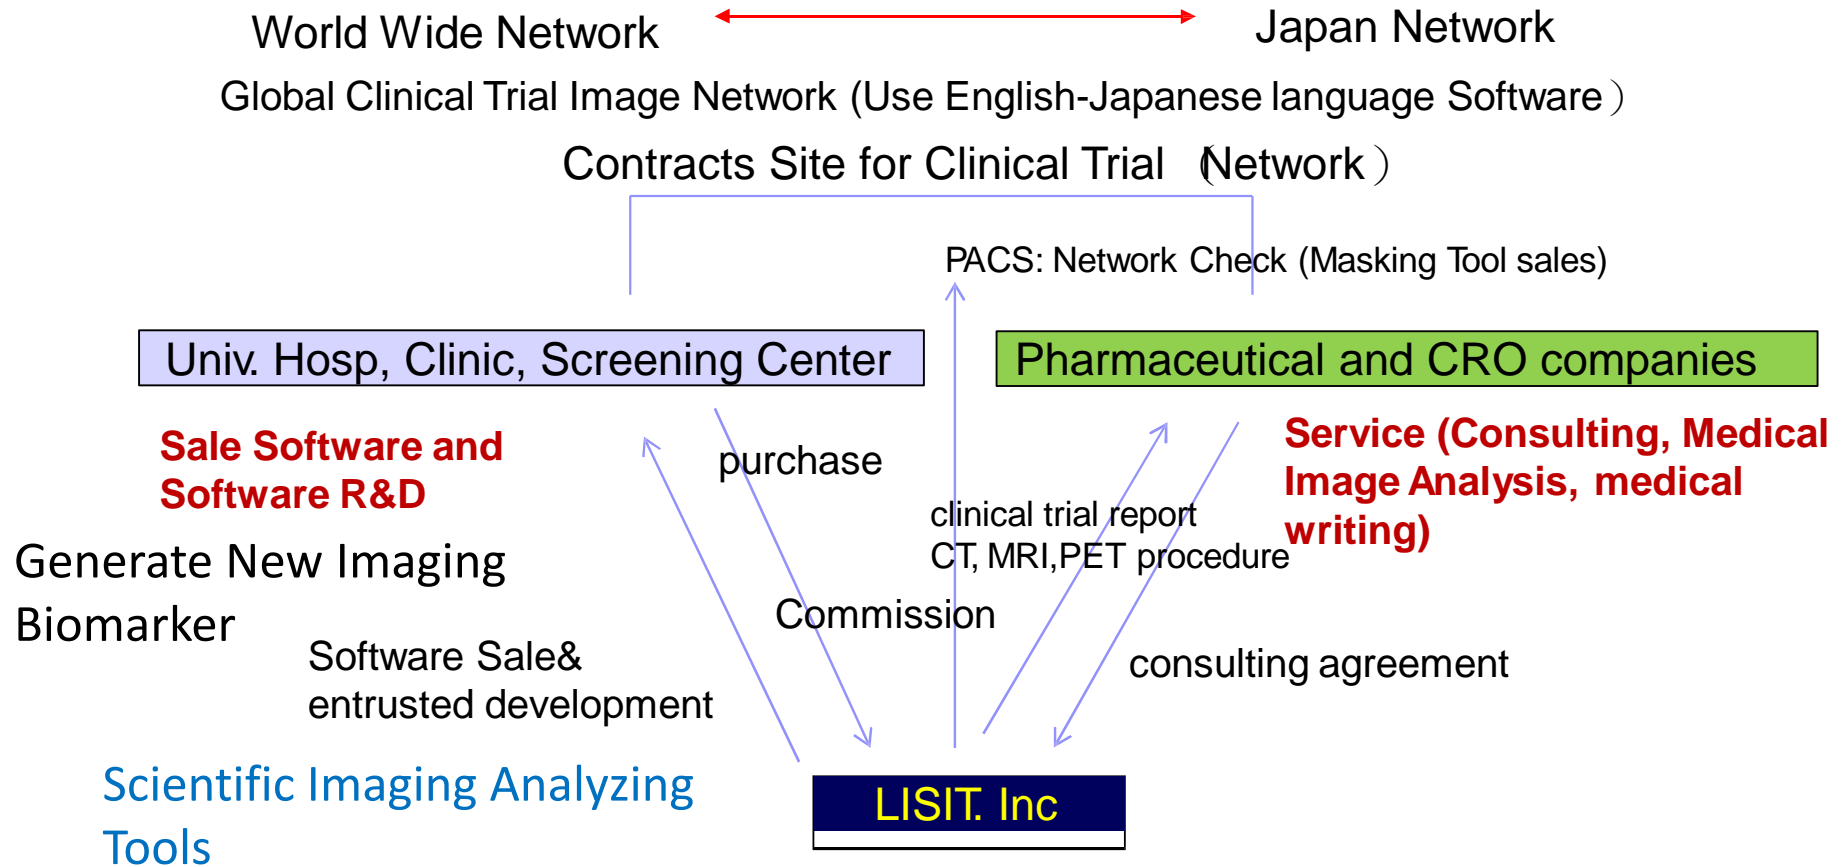 World Wide Network
Japan Network
Global Clinical Trial Image Network (Use English-Japanese language Software）
Contracts Site for Clinical Trial （Network）
PACS: Network Check (Masking Tool sales)
Univ. Hosp, Clinic, Screening Center
Pharmaceutical and CRO companies
Sale Software and
Software R&D
purchase
Service (Consulting, Medical
Image Analysis, medical
writing)
clinical trial report
CT, MRI,PET procedure
Generate New Imaging
Biomarker
Commission
Software Sale&
entrusted development
consulting agreement
Scientific Imaging Analyzing
Tools
LISIT. Inc